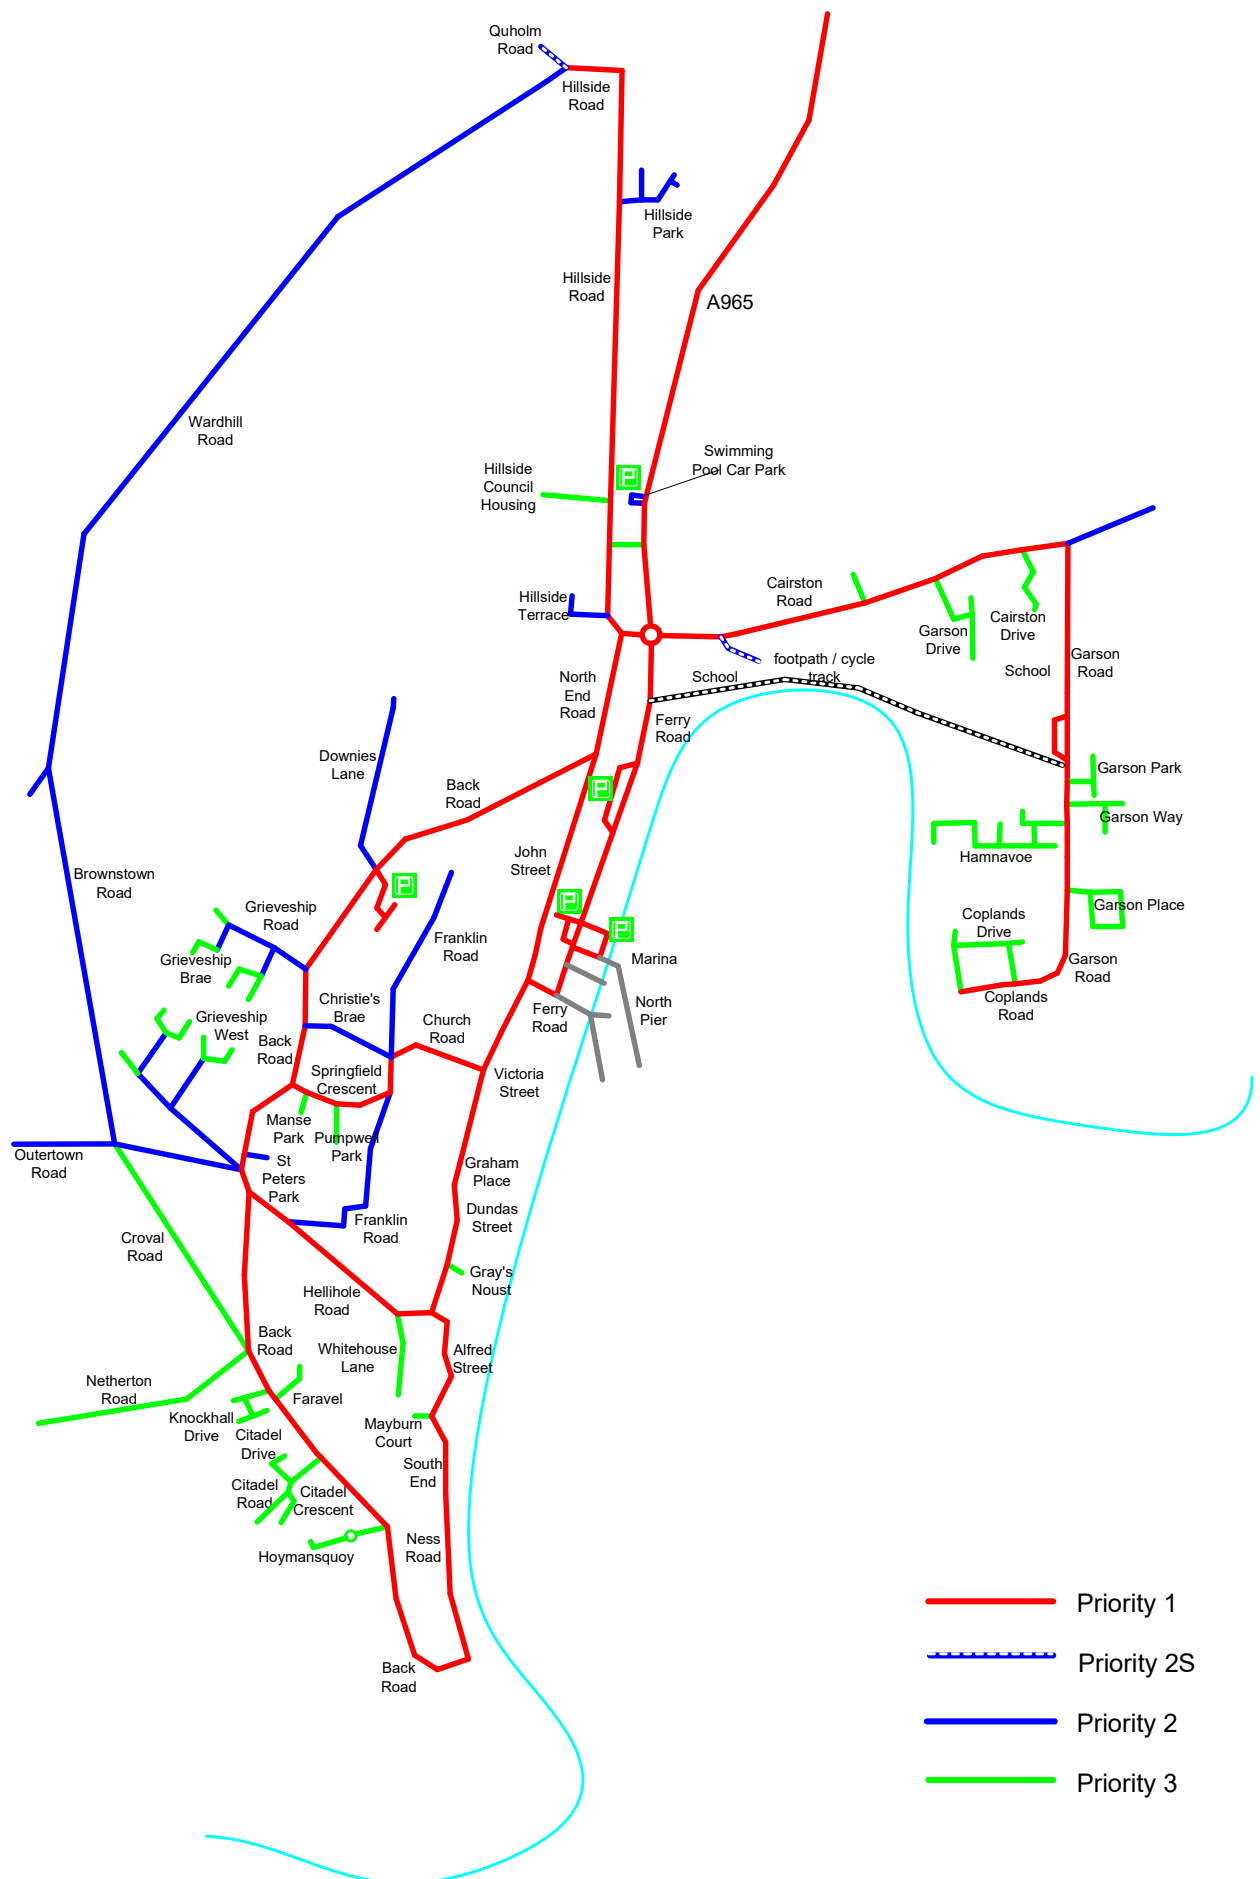 Quholm
Road
Hillside
Road
Hillside
Park
Hillside
Road
A965
Wardhill
Road
Swimming
Pool Car Park
Hillside
Council
Housing
P
Hillside
Terrace
Cairston
Road
Garson
Drive
Cairston
Drive
Garson
Road
School
footpath / cycle
track
School
North
End
Road
Ferry
Road
Downies
Lane
Back
Road
P
Garson Park
Garson Way
Hamnavoe
John
Street
Brownstown
Road
P
P
Garson Place
Grieveship
Road
Coplands
Drive
P
Franklin
Road
Marina
Grieveship
Brae
Garson
Road
Coplands
Road
Christie's
Brae
North
Pier
Ferry
Road
Grieveship
West
Church
Road
Back
Road
Springfield
Crescent
Victoria
Street
Manse
Park
Pumpwell
Park
Outertown
Road
St
Peters
Park
Graham
Place
Dundas
Street
Franklin
Road
Croval
Road
Gray's
Noust
Hellihole
Road
Back
Road
Whitehouse
Lane
Alfred
Street
Netherton
Road
Faravel
Knockhall
Drive
Citadel
Drive
Mayburn
Court
South
End
Citadel
Road
Citadel
Crescent
Ness
Road
Hoymansquoy
Back
Road
Priority 1
Priority 2S
Priority 2
Priority 3